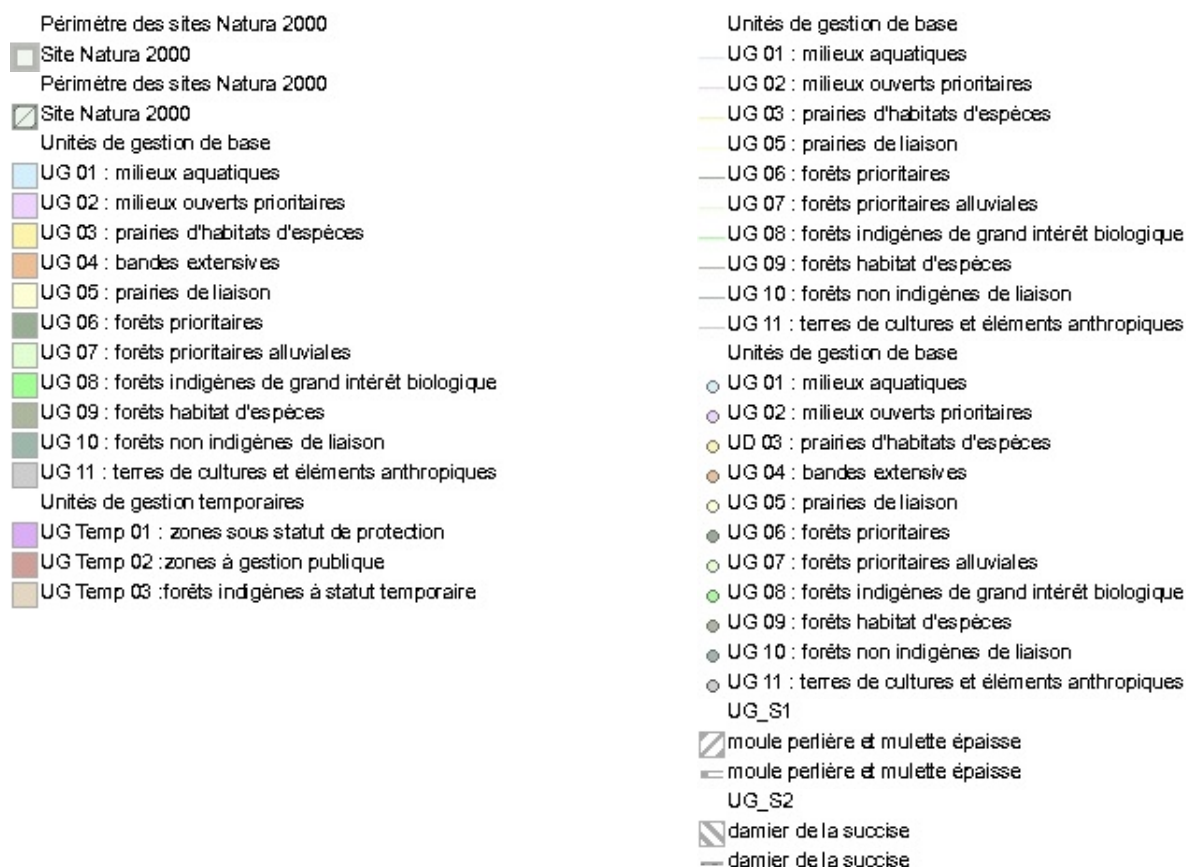 Périmètre des sites Natura 2000
Site Natura 2000
Périmètre des sites Natura 2000
Site Natura 2000
Unités de gestion de base
UG 01 : milieux aquatiques
UG 02 : milieux ouverts prioritaires
UG 03 : prairies d'habitats d'espèces
UG 04 : bandes extensives
UG 05 : prairies de liaison
UG 06 : forêts prioritaires
UG 07 : forêts prioritaires alluviales
UG 08 : forêts indigènes de grand intérêt biologique
UG 09 : forêts habitat d'espèces
UG 10 : forêts non indigènes de liaison
UG 11 : terres de cultures et éléments anthropiques
Unités de gestion temporaires
UG Temp 01 : zones sous statut de protection
UG Temp 02 :zones à gestion publique
UG Temp 03 :forêts indigènes à statut temporaire
Unités de gestion de base
UG 01 : milieux aquatiques
UG 02 : milieux ouverts prioritaires
UG 03 : prairies d'habitats d'espèces
UG 05 : prairies de liaison
UG 06 : forêts prioritaires
UG 07 : forêts prioritaires alluviales
UG 08 : forêts indigènes de grand intérêt biologique
UG 09 : forêts habitat d'espèces
UG 10 : forêts non indigènes de liaison
UG 11 : terres de cultures et éléments anthropiques
Unités de gestion de base
UG 01 : milieux aquatiques
UG 02 : milieux ouverts prioritaires
UD 03 : prairies d'habitats d'espèces
UG 04 : bandes extensives
UG 05 : prairies de liaison
UG 06 : forêts prioritaires
UG 07 : forêts prioritaires alluviales
UG 08 : forêts indigènes de grand intérêt biologique
UG 09 : forêts habitat d'espèces
UG 10 : forêts non indigènes de liaison
UG 11 : terres de cultures et éléments anthropiques
UG_S1
moule perlière et mulette épaisse
moule perlière et mulette épaisse
UG_S2
damier de la succise
damier de la succise